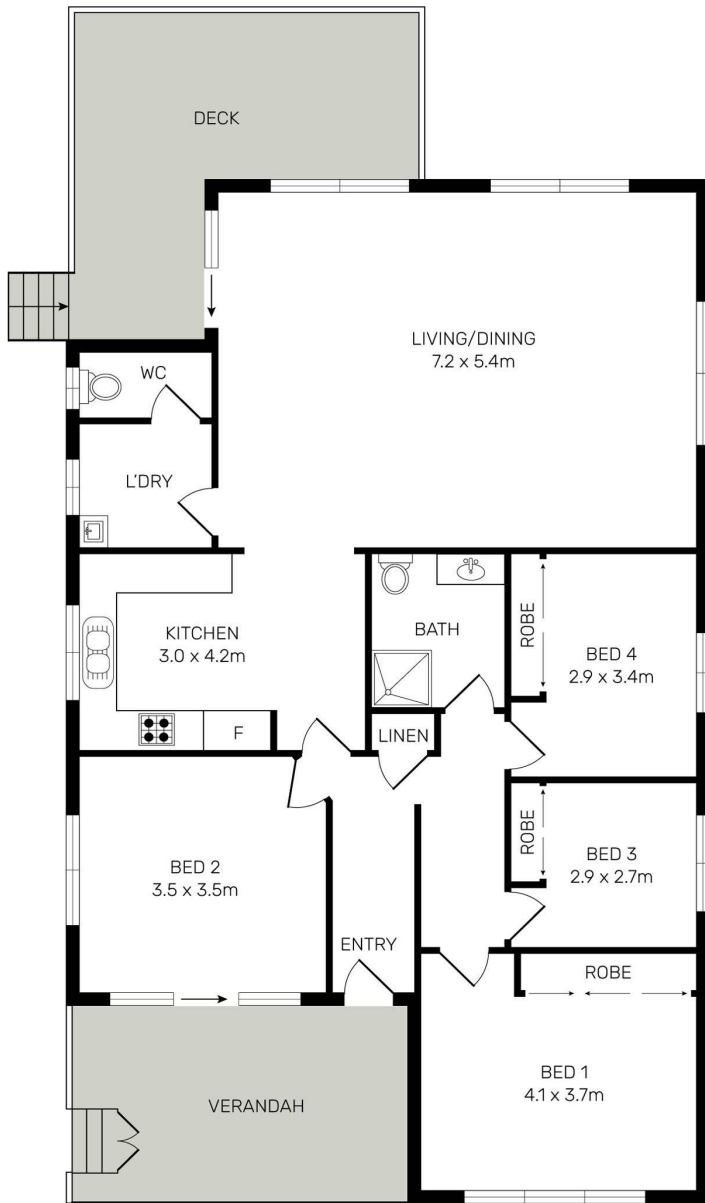 DECK
LIVING/DINING
7.2 x 5.4m
WC
L'DRY
KITCHEN
3.0 x 4.2m
F
BATH
LINEN
ROBE
BED 4
2.9 x 3.4m
BED 2
3.5 x 3.5m
ROBE
BED 3
2.9 x 2.7m
ENTRY
ROBE
BED 1
4.1 x 3.7m
VERANDAH